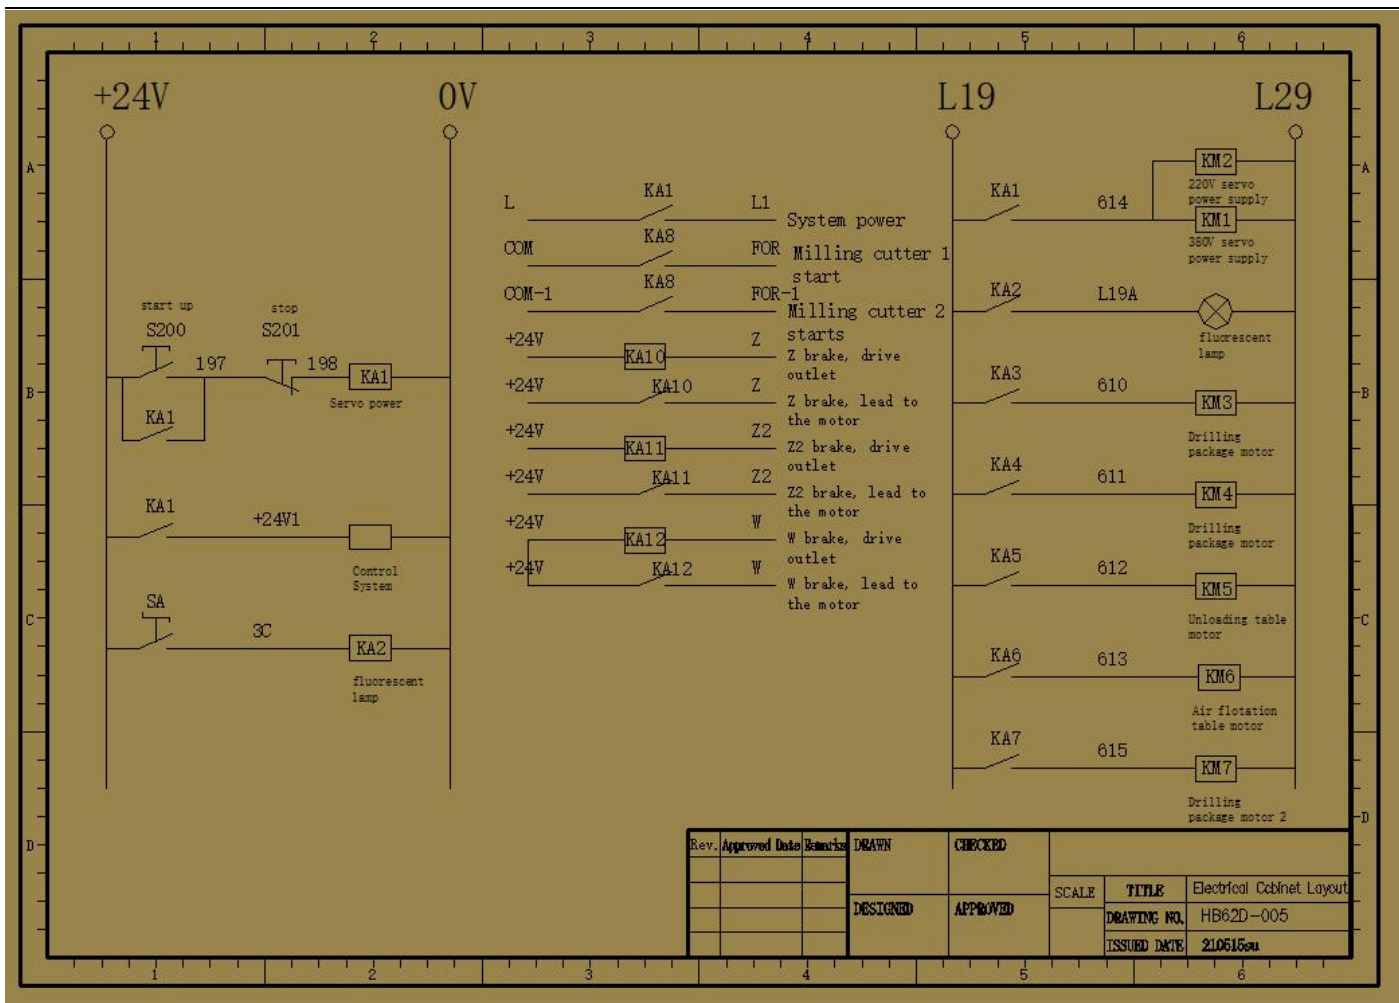 1 2 3 4 5 6
+24V 0V L19 L29
A A
start up stop
S200 S201
197 198 KA1
Servo power
KA1
KA1
+24V1
Control
System
SA
3C KA2
fluorescent
lamp
L KA1 L1 System power
COM KA8 FOR Milling cutter 1
start
COM-1 KA8 FOR-1 Milling cutter 2
starts
+24V KA10 Z Z brake, drive
outlet
+24V KA10 Z Z brake, lead to
the motor
+24V KA11 Z2 Z2 brake, drive
outlet
+24V KA11 Z2 Z2 brake, lead to
the motor
+24V KA12 W W brake, drive
outlet
+24V KA12 W W brake, lead to
the motor
KM2
220V servo
power supply
KA1 614 KM1
380V servo
power supply
KA2 L19A
fluorescent
lamp
KA3 610 KM3
Drilling
package motor
KA4 611 KM4
Drilling
package motor
KA5 612 KM5
Unloading table
motor
KA6 613 KM6
Air flotation
table motor
KA7 615 KM7
Drilling
package motor 2
B B
C C
D D
Rev. Approved Date Remarks DRAWN CHECKED
DESIGNED APPROVED
SCALE TITLE Electrical Cobinet Layout
DRAWING NO. HB62D-005
ISSUED DATE 210515su
1 2 3 4 5 6